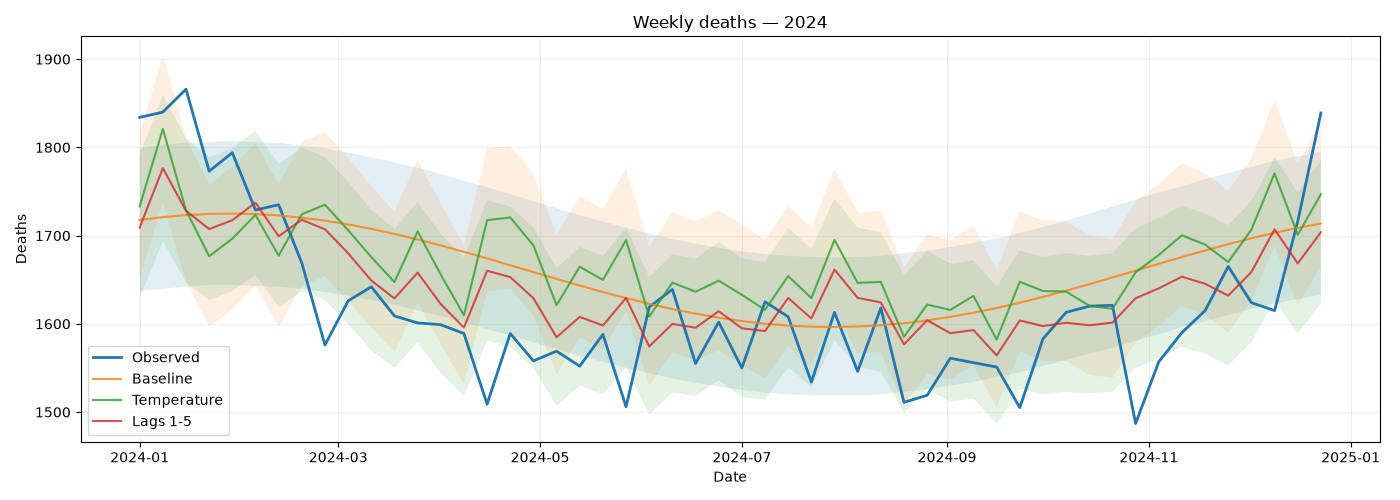 Weekly deaths — 2024
Deaths
1900
1800
1700
1600
1500
Observed
Baseline
Temperature
Lags 1-5
2024-01
2024-03
2024-05
2024-07
2024-09
2024-11
2025-01
Date